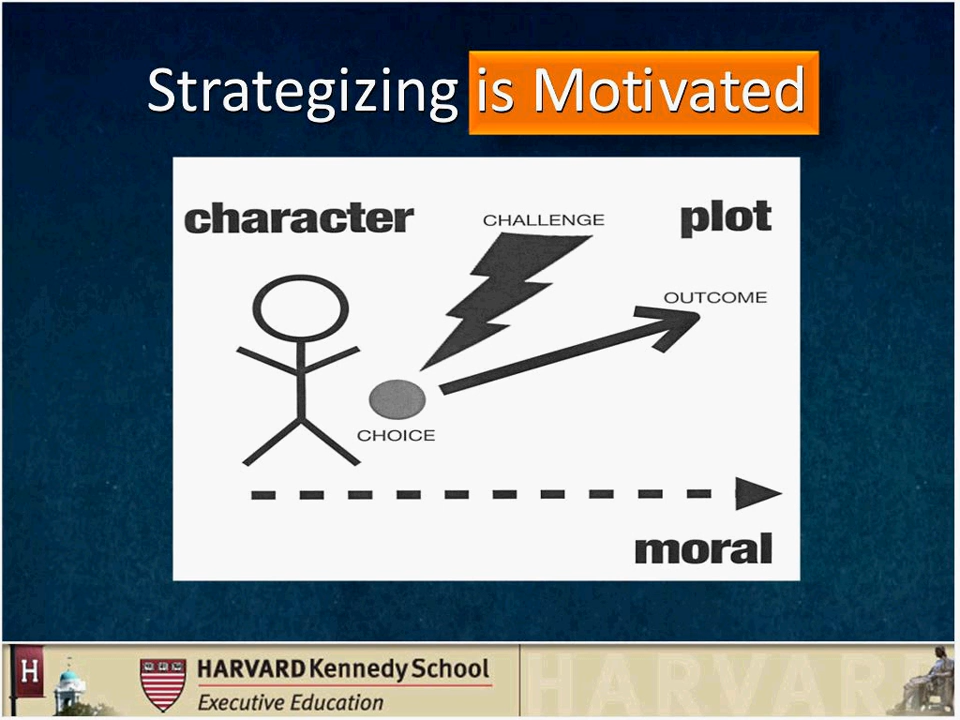 Strategizing is Motivated
character
CHALLENGE
plot
OUTCOME
CHOICE
moral
H
HARVARD Kennedy School
Executive Education
HARVARD